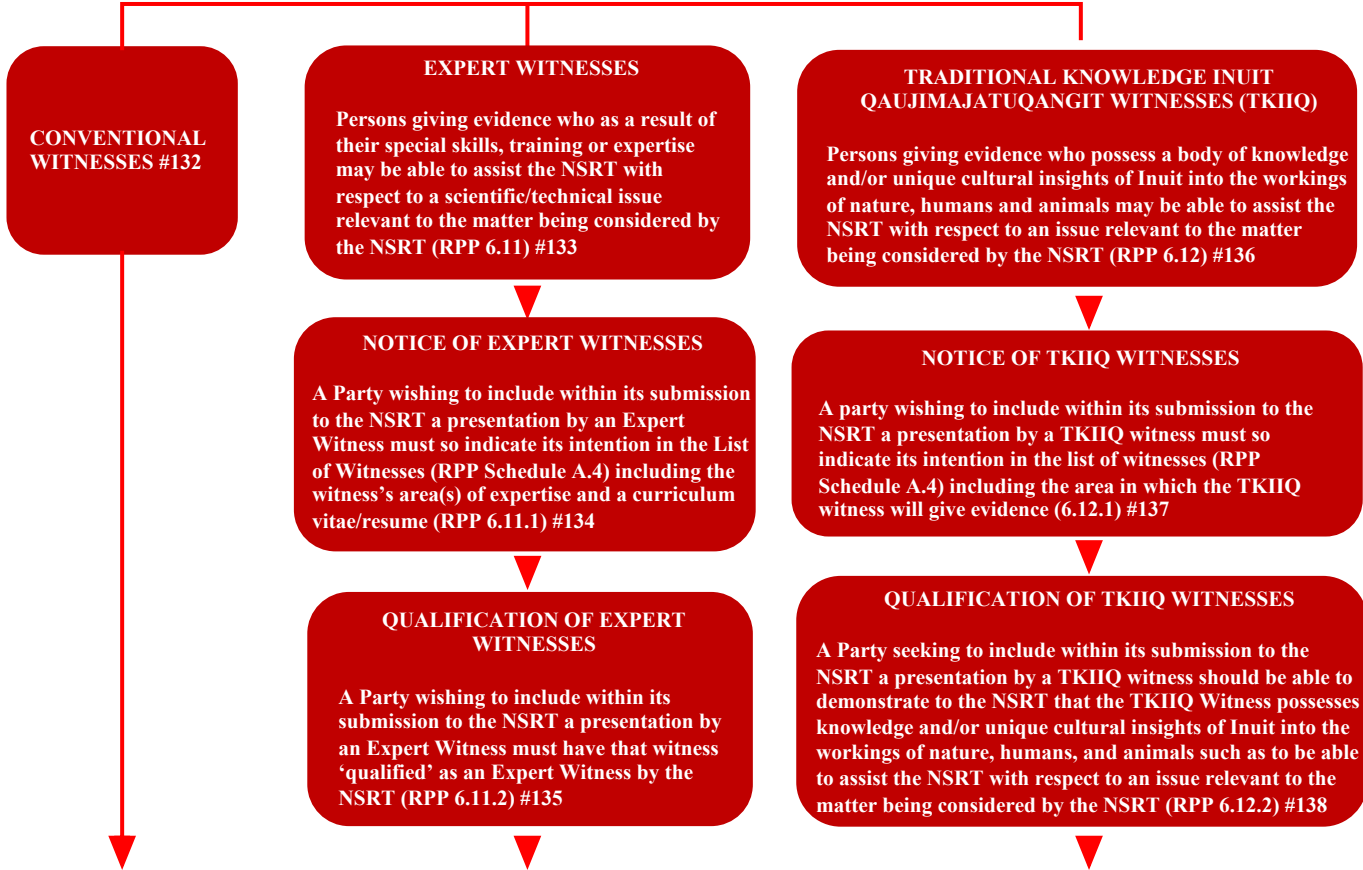 CONVENTIONAL
WITNESSES #132
EXPERT WITNESSES
Persons giving evidence who as a result of
their special skills, training or expertise
may be able to assist the NSRT with
respect to a scientific/technical issue
relevant to the matter being considered by
the NSRT (RPP 6.11) #133
NOTICE OF EXPERT WITNESSES
A Party wishing to include within its submission
to the NSRT a presentation by an Expert
Witness must so indicate its intention in the List
of Witnesses (RPP Schedule A.4) including the
witness’s area(s) of expertise and a curriculum
vitae/resume (RPP 6.11.1) #134
QUALIFICATION OF EXPERT
WITNESSES
A Party wishing to include within its
submission to the NSRT a presentation by
an Expert Witness must have that witness
‘qualified’ as an Expert Witness by the
NSRT (RPP 6.11.2) #135
TRADITIONAL KNOWLEDGE INUIT
QAUJIMAJATUQANGIT WITNESSES (TKIIQ)
Persons giving evidence who possess a body of knowledge
and/or unique cultural insights of Inuit into the workings
of nature, humans and animals may be able to assist the
NSRT with respect to an issue relevant to the matter
being considered by the NSRT (RPP 6.12) #136
NOTICE OF TKIIQ WITNESSES
A party wishing to include within its submission to the
NSRT a presentation by a TKIIQ witness must so
indicate its intention in the list of witnesses (RPP
Schedule A.4) including the area in which the TKIIQ
witness will give evidence (6.12.1) #137
QUALIFICATION OF TKIIQ WITNESSES
A Party seeking to include within its submission to the
NSRT a presentation by a TKIIQ witness should be able to
demonstrate to the NSRT that the TKIIQ Witness possesses
knowledge and/or unique cultural insights of Inuit into the
workings of nature, humans, and animals such as to be able
to assist the NSRT with respect to an issue relevant to the
matter being considered by the NSRT (RPP 6.12.2) #138